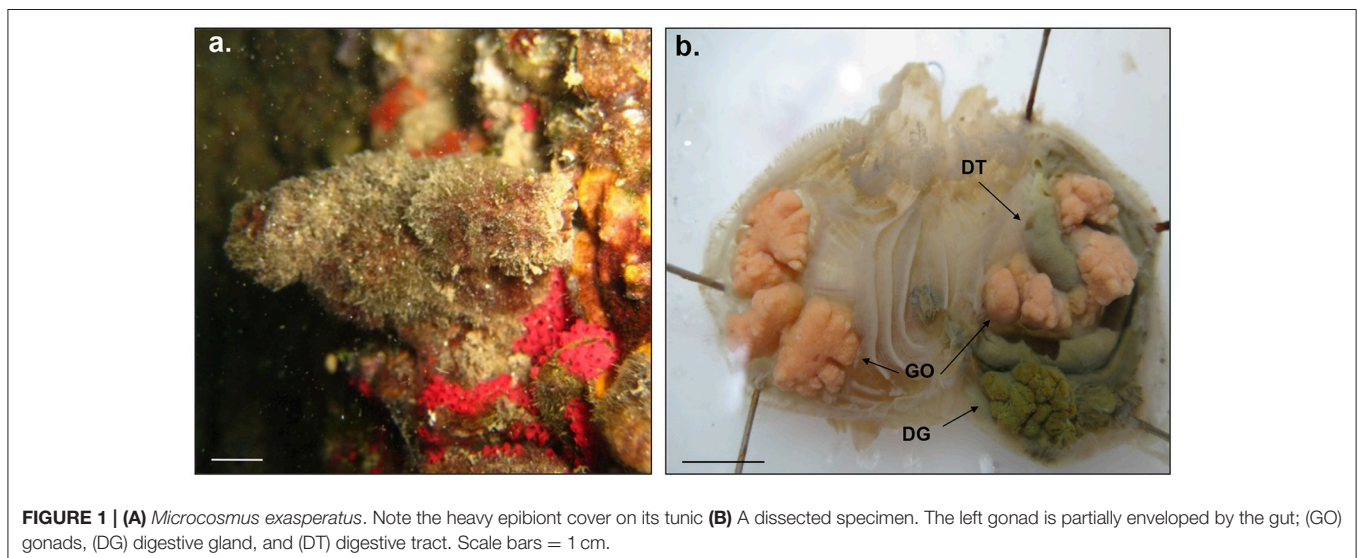 a.
b.
DT
GO
DG
FIGURE 1 | (A) Microcosmus exasperatus. Note the heavy epibiont cover on its tunic (B) A dissected specimen. The left gonad is partially enveloped by the gut; (GO)
gonads, (DG) digestive gland, and (DT) digestive tract. Scale bars = 1 cm.